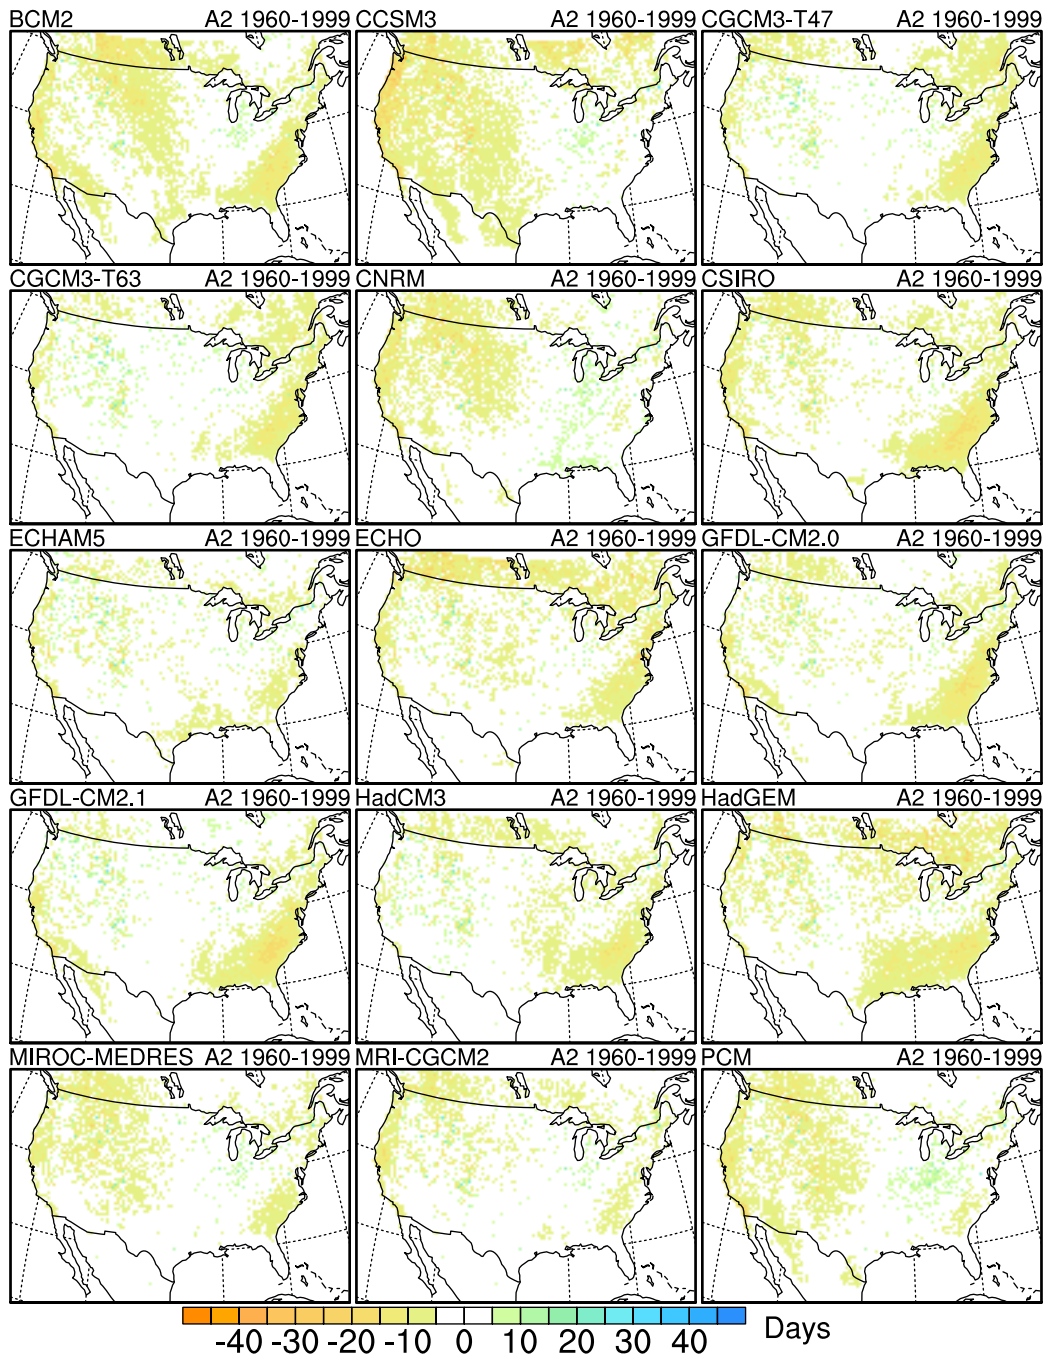 BCM2 A2 1960-1999 CCSM3 A2 1960-1999 CGCM3-T47 A2 1960-1999
CGCM3-T63 A2 1960-1999 CNRM A2 1960-1999 CSIRO A2 1960-1999
ECHAM5 A2 1960-1999 ECHO A2 1960-1999 GFDL-CM2.0 A2 1960-1999
GFDL-CM2.1 A2 1960-1999 HadCM3 A2 1960-1999 HadGEM A2 1960-1999
MIROC-MEDRES A2 1960-1999 MRI-CGCM2 A2 1960-1999 PCM A2 1960-1999
-40 -30 -20 -10 0 10 20 30 40 Days